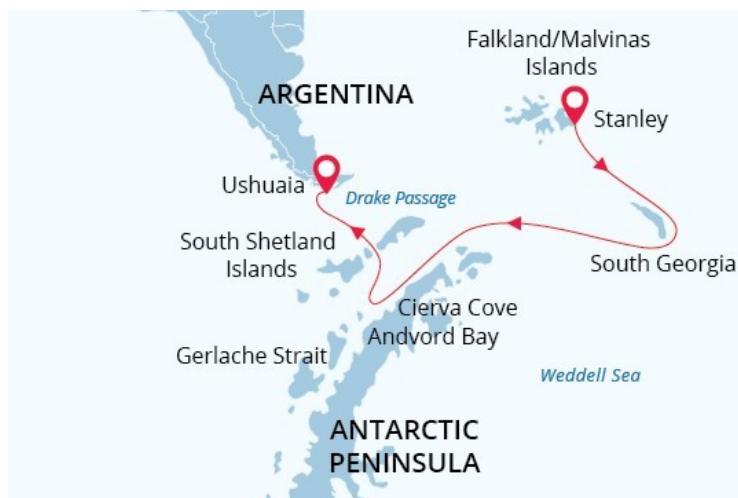 Falkland/Malvinas
Islands
ARGENTINA
Stanley
Ushuaia
Drake Passage
South Shetland
Islands
South Georgia
Cierva Cove
Andvord Bay
Gerlache Strait
Weddell Sea
ANTARCTIC
PENINSULA